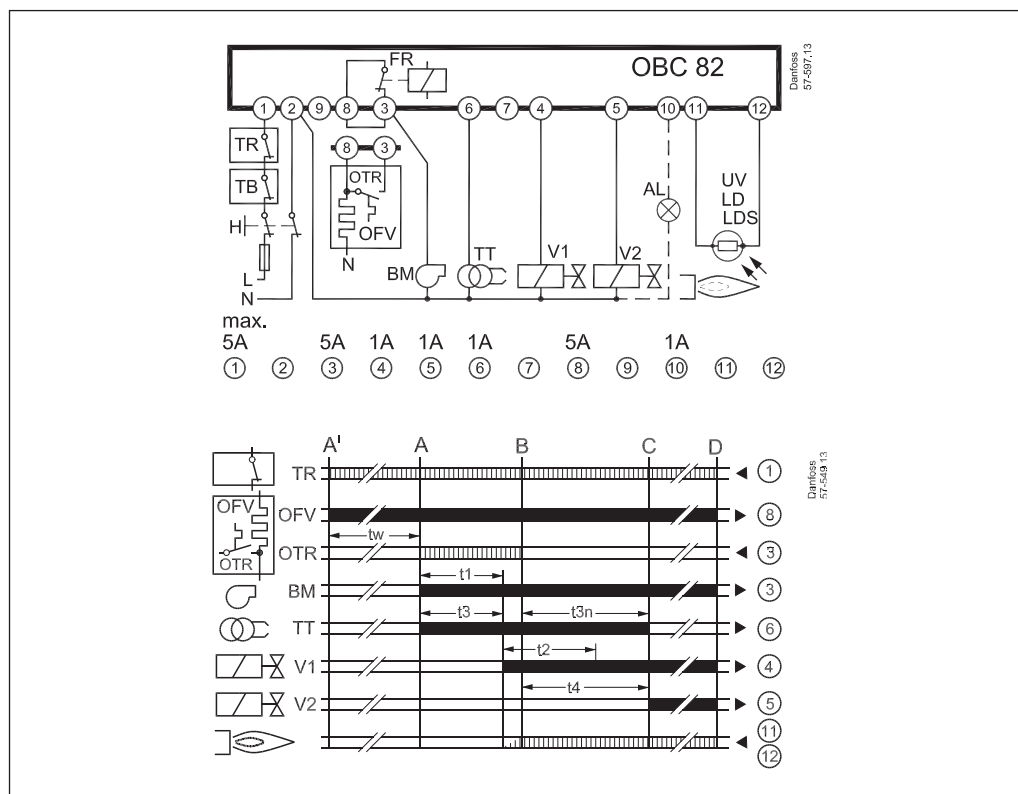 FR
OBC 82
Danfoss
57-597.13
1 2 9 8 3 6 7 4 5 10 11 12
TR
8 3
OTR
TB
OFV
H
L
N
N
BM
TT
V1
V2
AL
UV
LD
LDS
max.
5A 5A 1A 1A 1A 5A 1A
1 2 3 4 5 6 7 8 9 10 11 12
A' A B C D
Danfoss
57-549.13
TR 1
OFV
OFV 8
tw
OTR
OTR 3
t1
BM 3
t3 t3n
TT 6
t2
V1 4
t4
V2 5
11
12